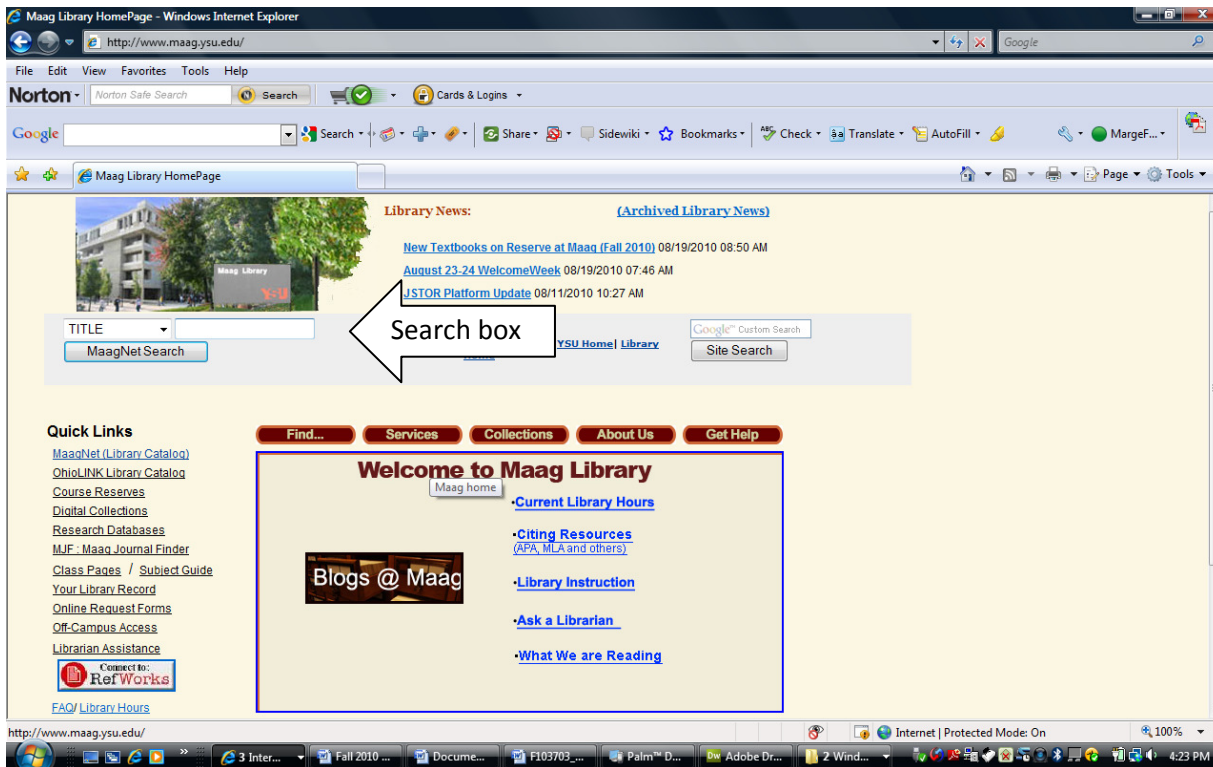 Maag Library HomePage - Windows Internet Explorer
http://www.maag.ysu.edu/
Google
File Edit View Favorites Tools Help
Norton Norton Safe Search Search Cards & Logins
Google Search Share Sidewiki Bookmarks Check Translate AutoFill MargeF...
Maag Library HomePage
Page Tools
Maag Library
YSU
Library News: (Archived Library News)
New Textbooks on Reserve at Maag (Fall 2010) 08/19/2010 08:50 AM
August 23-24 WelcomeWeek 08/19/2010 07:46 AM
JSTOR Platform Update 08/11/2010 10:27 AM
TITLE
MaagNet Search
Search box
YSU Home| Library
Google™ Custom Search
Site Search
Quick Links
MaagNet (Library Catalog)
OhioLINK Library Catalog
Course Reserves
Digital Collections
Research Databases
MJF : Maag Journal Finder
Class Pages / Subject Guide
Your Library Record
Online Request Forms
Off-Campus Access
Librarian Assistance
Connect to:
RefWorks
FAQ/ Library Hours
Find... Services Collections About Us Get Help
Welcome to Maag Library
Maag home
·Current Library Hours
·Citing Resources
(APA, MLA and others)
Blogs @ Maag
·Library Instruction
·Ask a Librarian
·What We are Reading
http://www.maag.ysu.edu/
Internet | Protected Mode: On
100%
3 Inter... Fall 2010 ... Docume... F103703_... Palm™ D... Adobe Dr... 2 Wind... 4:23 PM